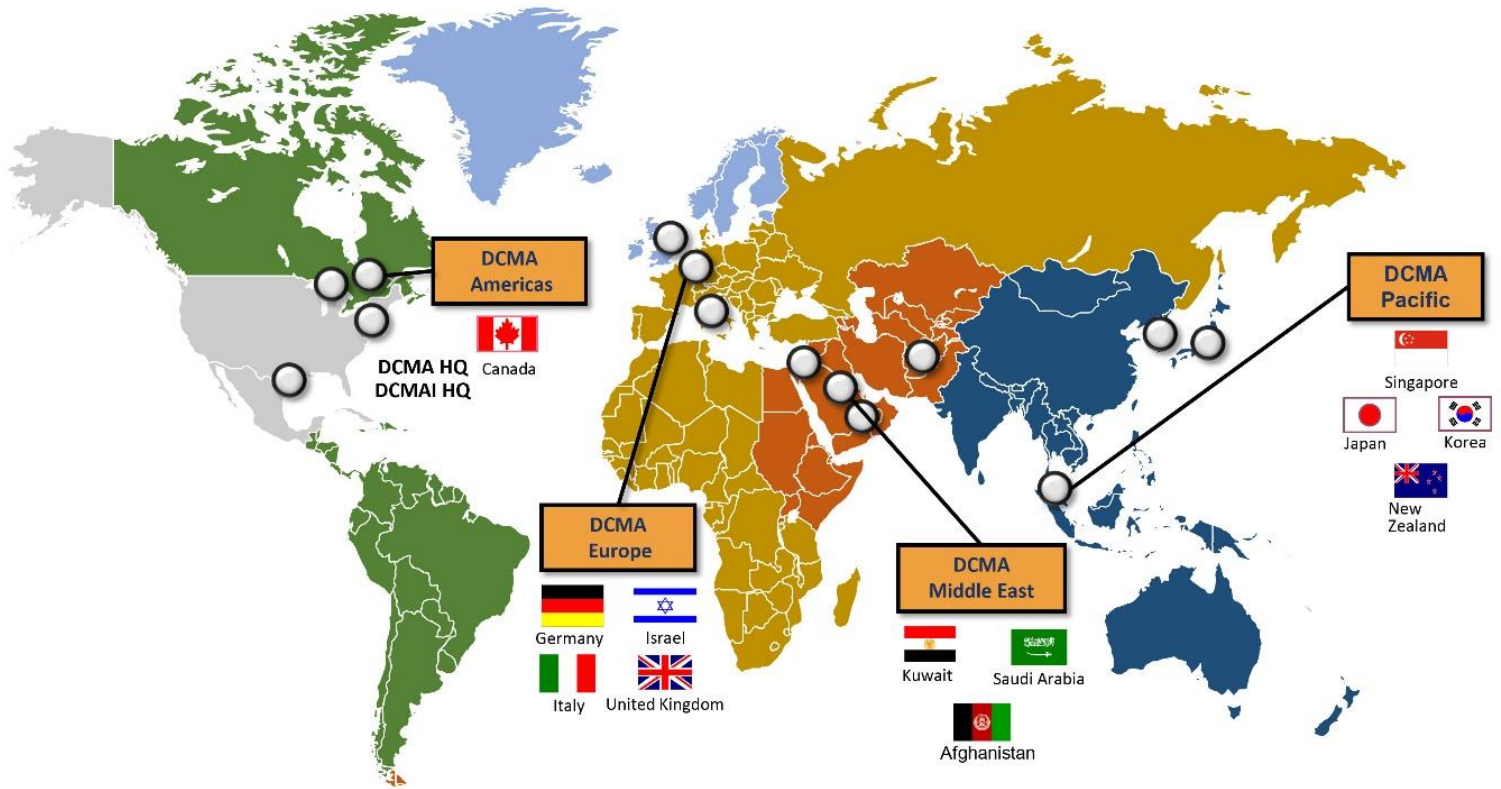 DCMA
Americas
Canada
DCMA HQ
DCMAI HQ
DCMA
Europe
Germany
Israel
Italy
United Kingdom
DCMA
Middle East
Kuwait
Saudi Arabia
Afghanistan
DCMA
Pacific
Singapore
Japan
Korea
New
Zealand